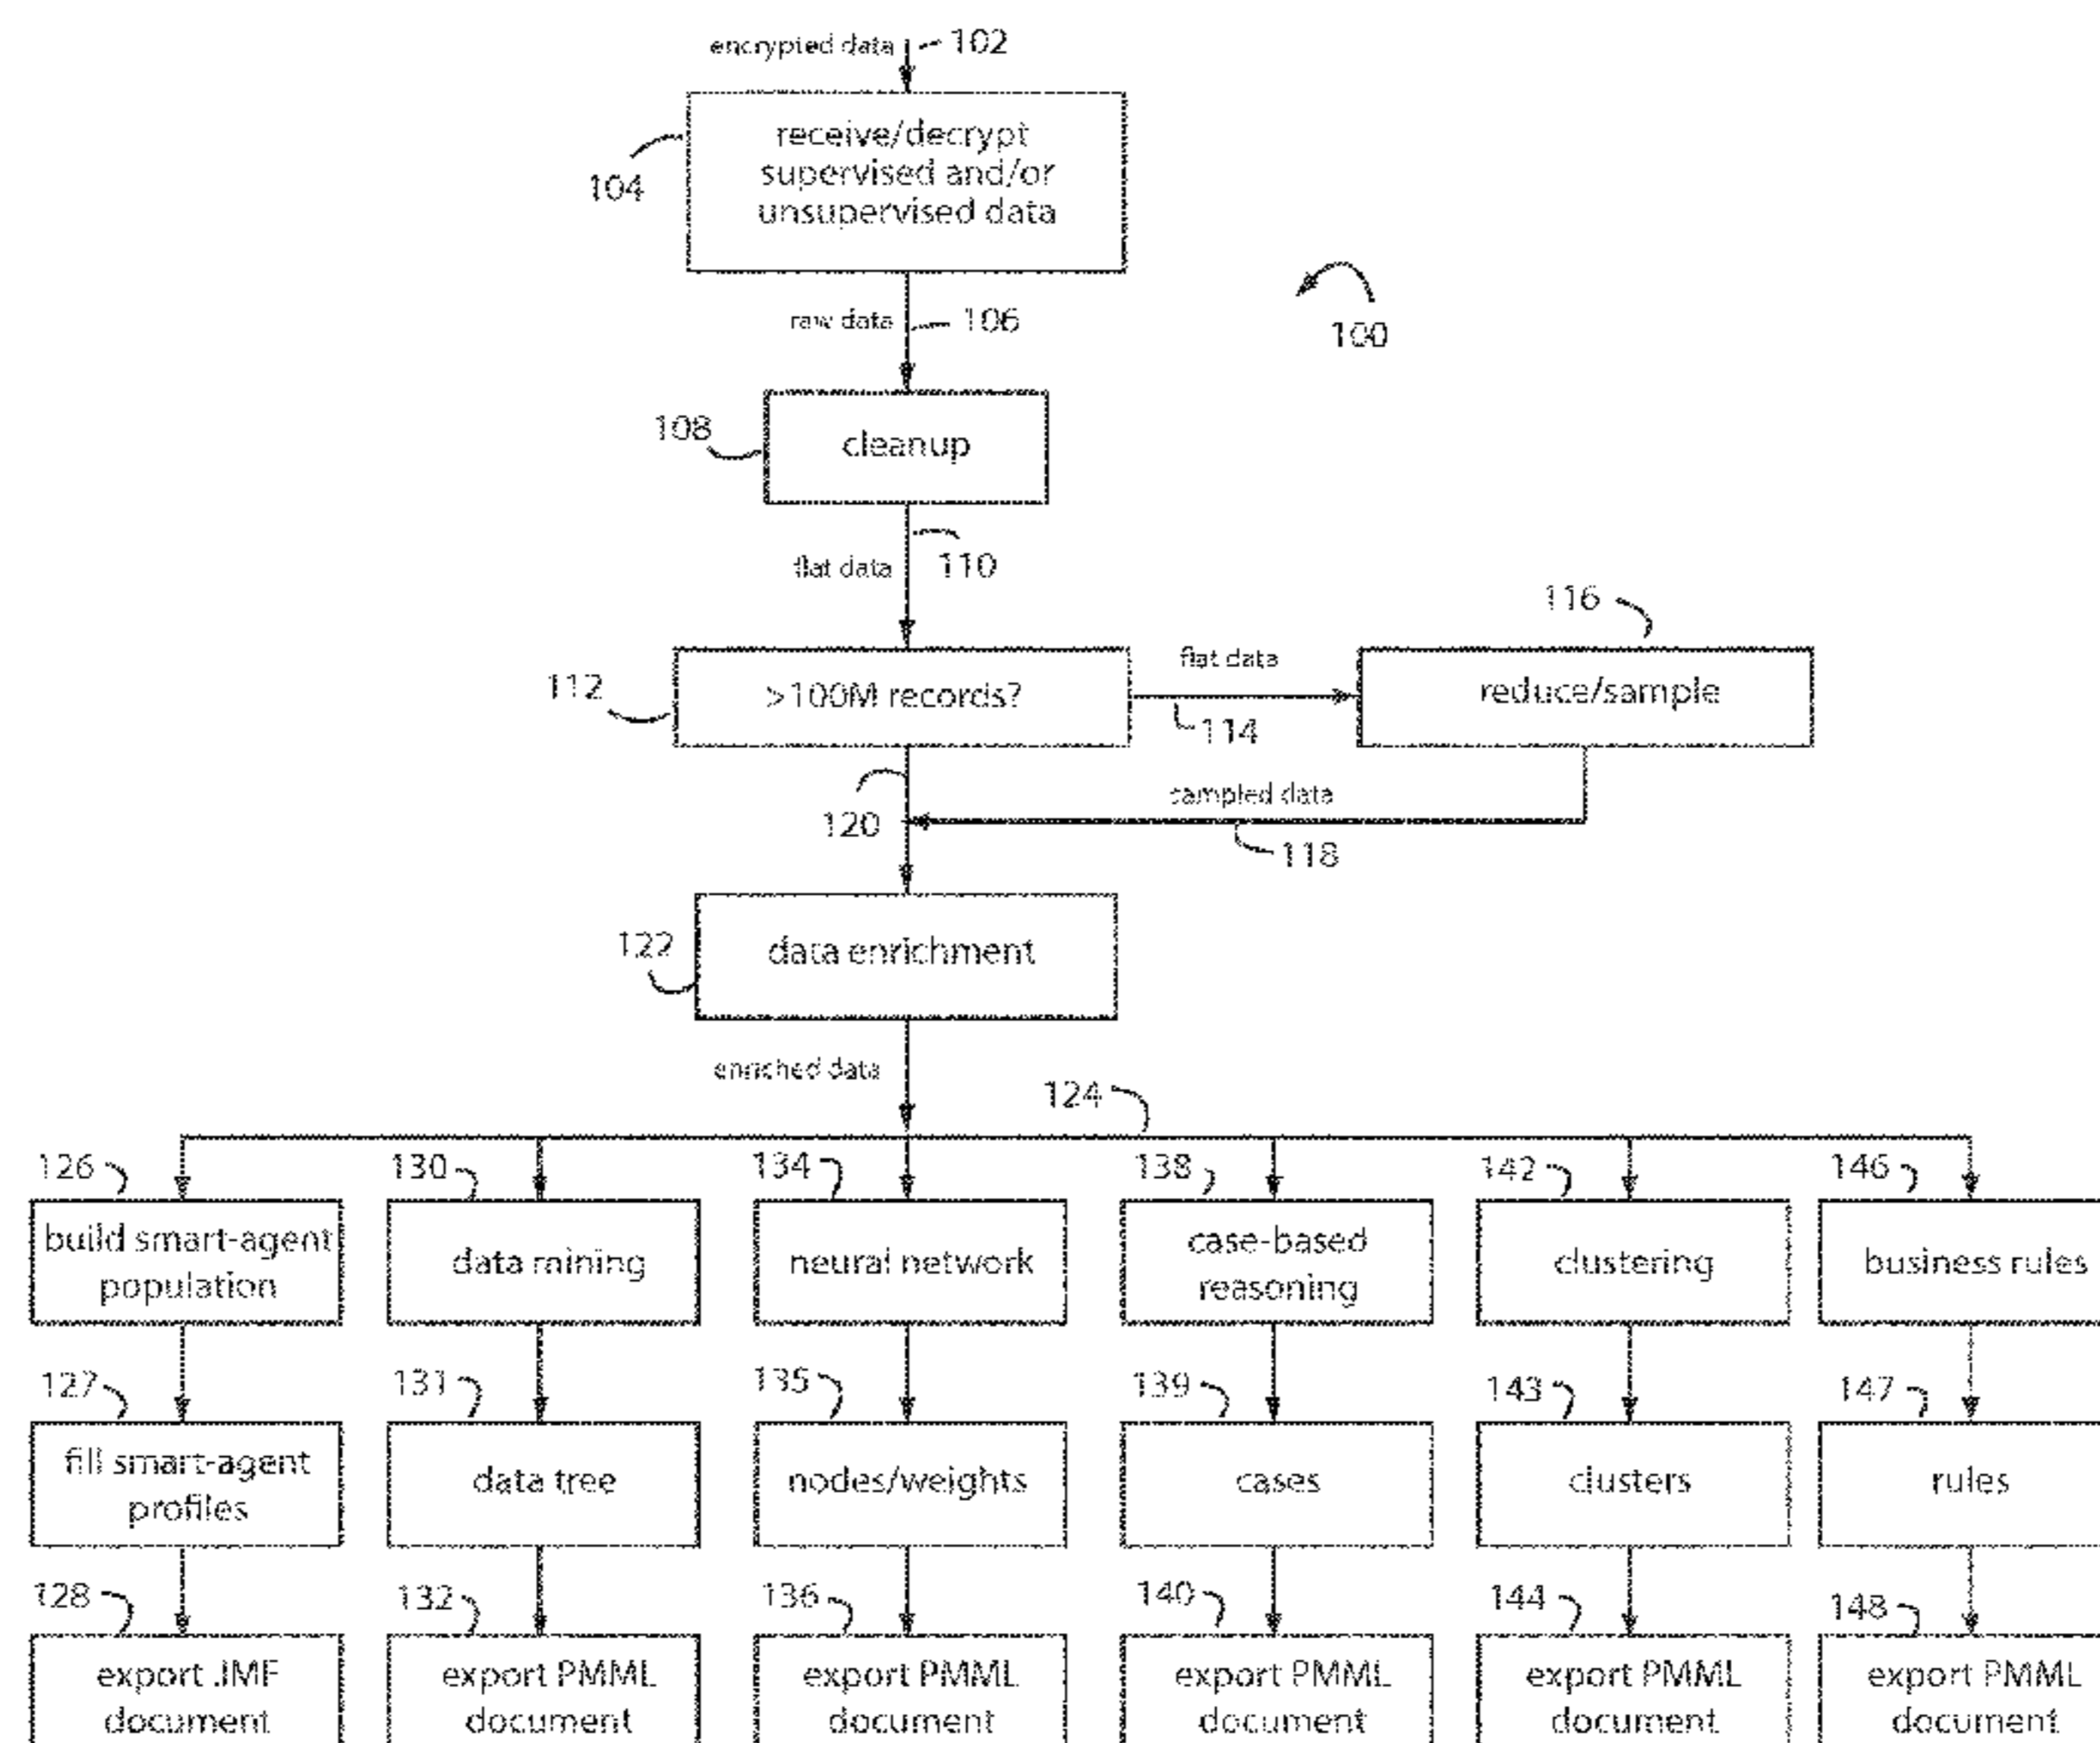 encrypted data
102
receive/decrypt
supervised and/or
unsupervised data
104
raw data
106
100
108
cleanup
flat data
110
116
112
>100M records?
flat data
114
reduce/sample
120
sampled data
118
122
data enrichment
enriched data
124
126
130
134
138
142
146
build smart-agent
population
data mining
neural network
case-based
reasoning
clustering
business rules
127
131
135
139
143
147
fill smart-agent
profiles
data tree
nodes/weights
cases
clusters
rules
128
132
136
140
144
148
export .IMF
document
export PMML
document
export PMML
document
export PMML
document
export PMML
document
export PMML
document